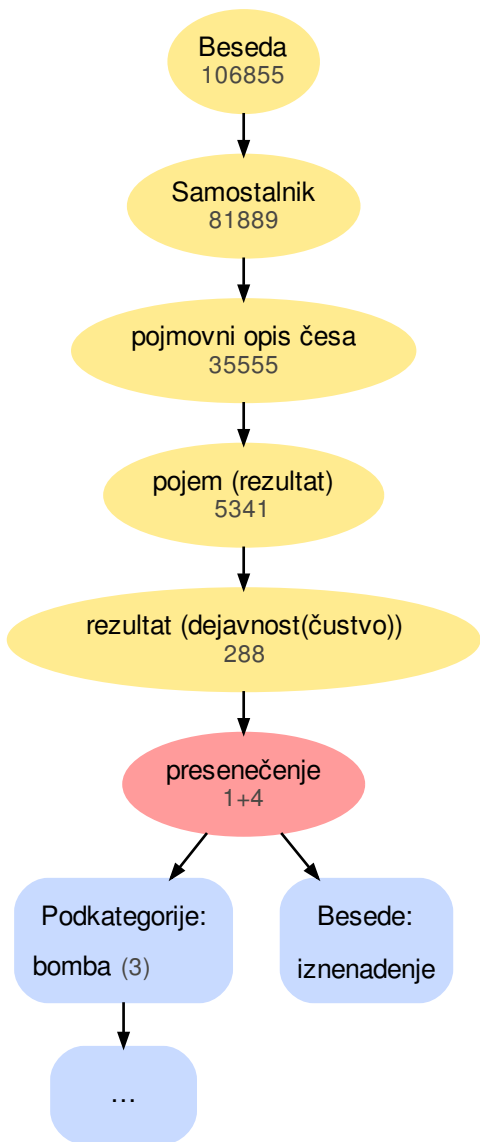 Beseda
106855
Samostalnik
81889
pojmovni opis česa
35555
pojem (rezultat)
5341
rezultat (dejavnost(čustvo))
288
presenečenje
1+4
Podkategorije:
bomba (3)
Besede:
iznenadenje
...